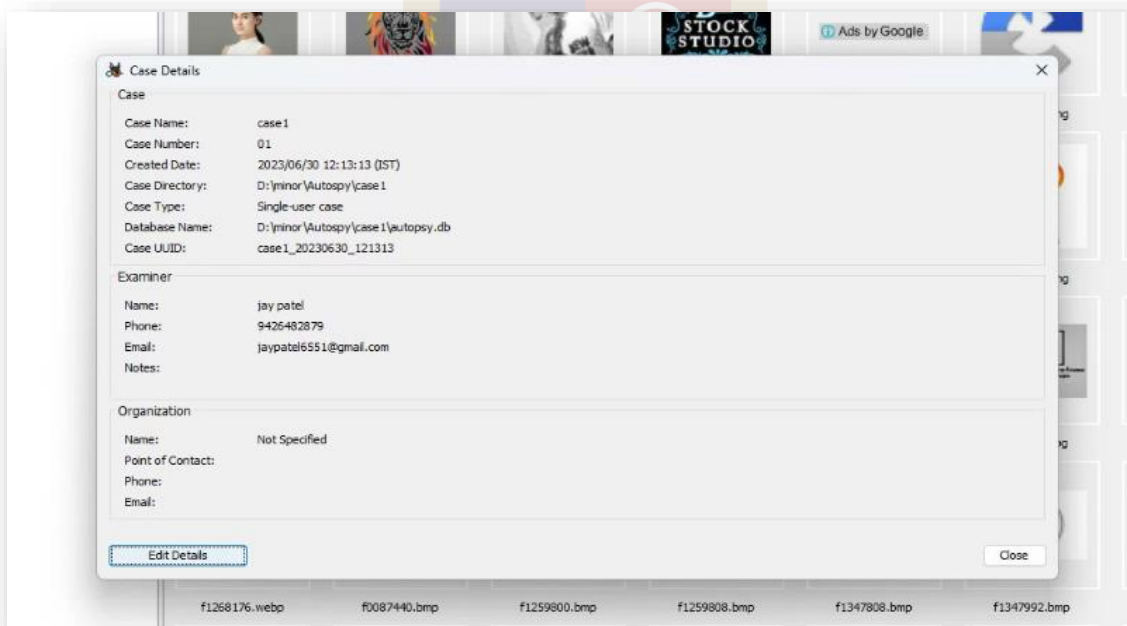 STOCK
STUDIO
Ads by Google
Case Details
Case
Case Name: case1
Case Number: 01
Created Date: 2023/06/30 12:13:13 (IST)
Case Directory: D:\minor\Autospy\case1
Case Type: Single-user case
Database Name: D:\minor\Autospy\case1\autopsy.db
Case UUID: case1_20230630_121313
Examiner
Name: jay patel
Phone: 9426482879
Email: jaypatel6551@gmail.com
Notes:
Organization
Name: Not Specified
Point of Contact:
Phone:
Email:
Edit Details
Close
f1268176.webp
f0087440.bmp
f1259800.bmp
f1259808.bmp
f1347808.bmp
f1347992.bmp